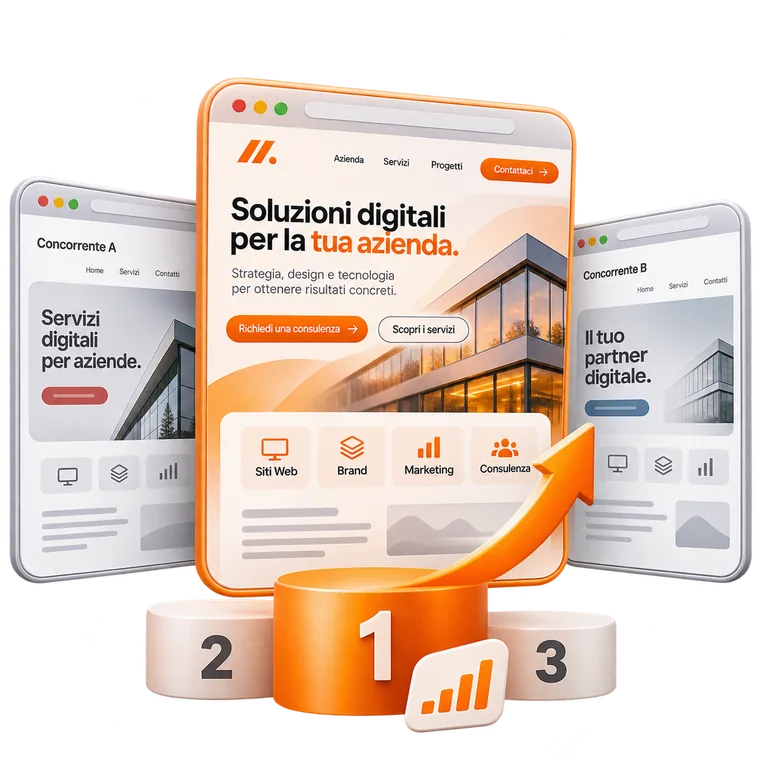 Azienda Servizi Progetti Contattaci →
Soluzioni digitali
per la tua azienda.
Strategia, design e tecnologia
per ottenere risultati concreti.
Richiedi una consulenza →
Scopri i servizi
Siti Web
Brand
Marketing
Consulenza
Concorrente A
Home Servizi Contatti
Servizi
digitali
per aziende.
Concorrente B
Home Servizi Contatti
Il tuo
partner
digitale.
2
1
3